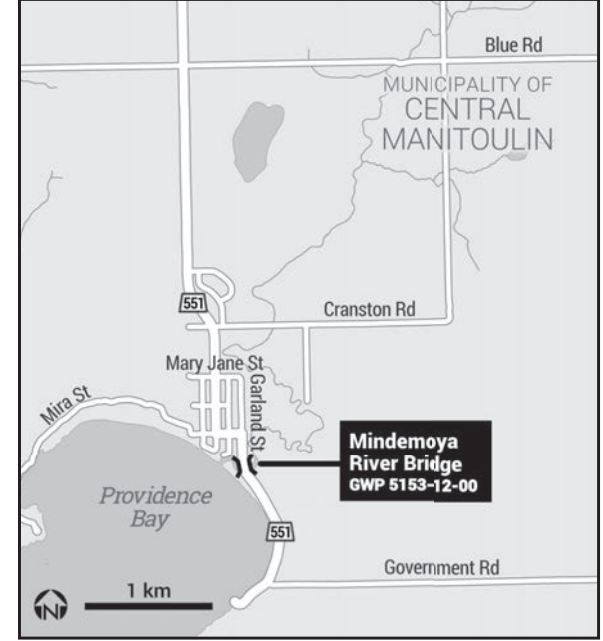 Blue Rd
MUNICIPALITY OF
CENTRAL
MANITOULIN
551
Cranston Rd
Mary Jane St
Garland St
Mira St
Mindemoya
River Bridge
GWP 5153-12-00
Providence
Bay
551
Government Rd
1 km
N